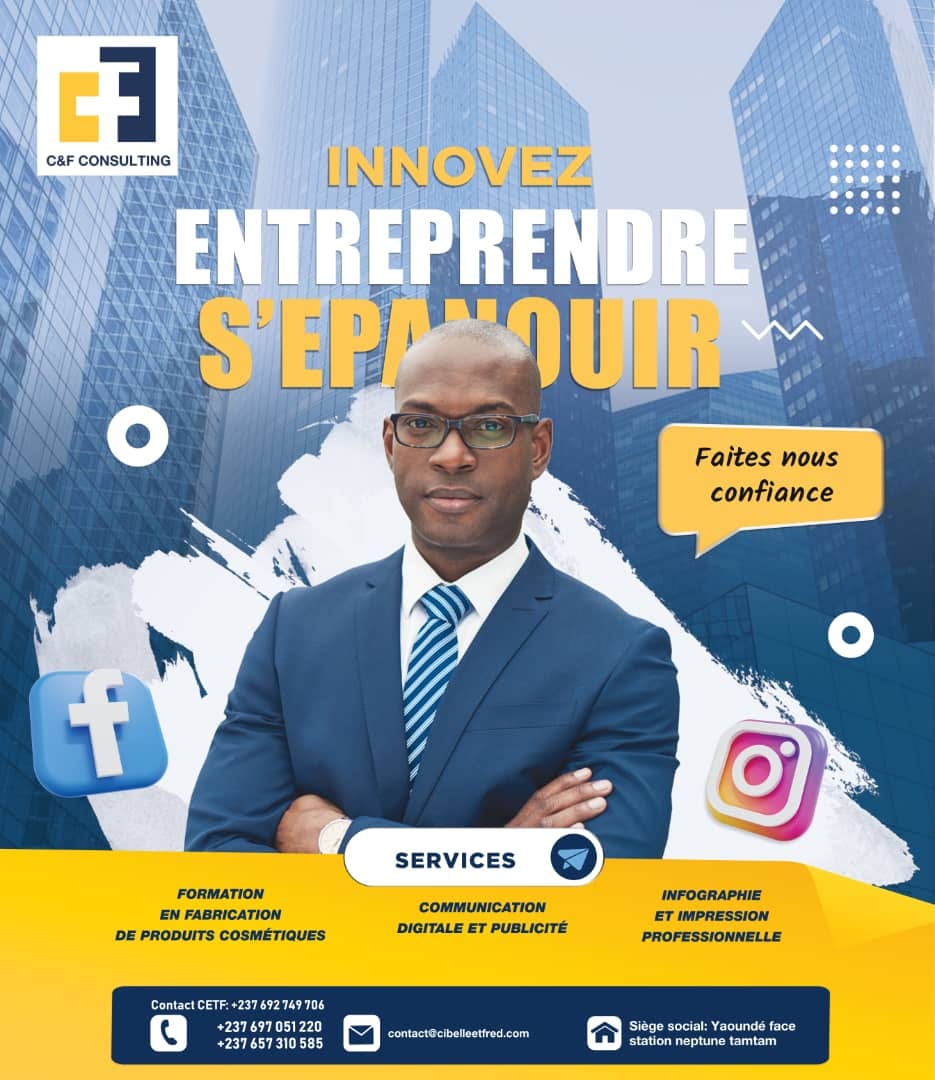 C&F CONSULTING
INNOVEZ
ENTREPRENDRE
S'EPANOUIR
Faites nous
confiance
SERVICES
FORMATION
EN FABRICATION
DE PRODUITS COSMÉTIQUES
COMMUNICATION
DIGITALE ET PUBLICITÉ
INFOGRAPHIE
ET IMPRESSION
PROFESSIONNELLE
Contact CETF: +237 692 749 706
+237 697 051 220
+237 657 310 585
contact@cibelleetfred.com
Siège social: Yaoundé face
station neptune tamtam